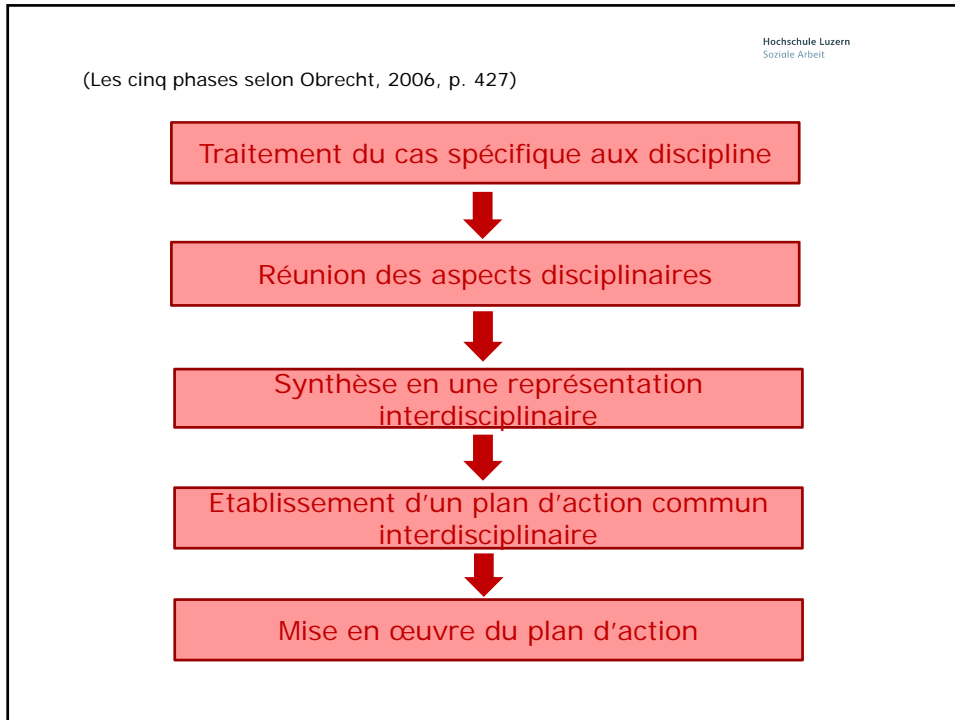 Hochschule Luzern
Soziale Arbeit
(Les cinq phases selon Obrecht, 2006, p. 427)
Traitement du cas spécifique aux discipline
Réunion des aspects disciplinaires
Synthèse en une représentation
interdisciplinaire
Etablissement d'un plan d'action commun
interdisciplinaire
Mise en œuvre du plan d'action